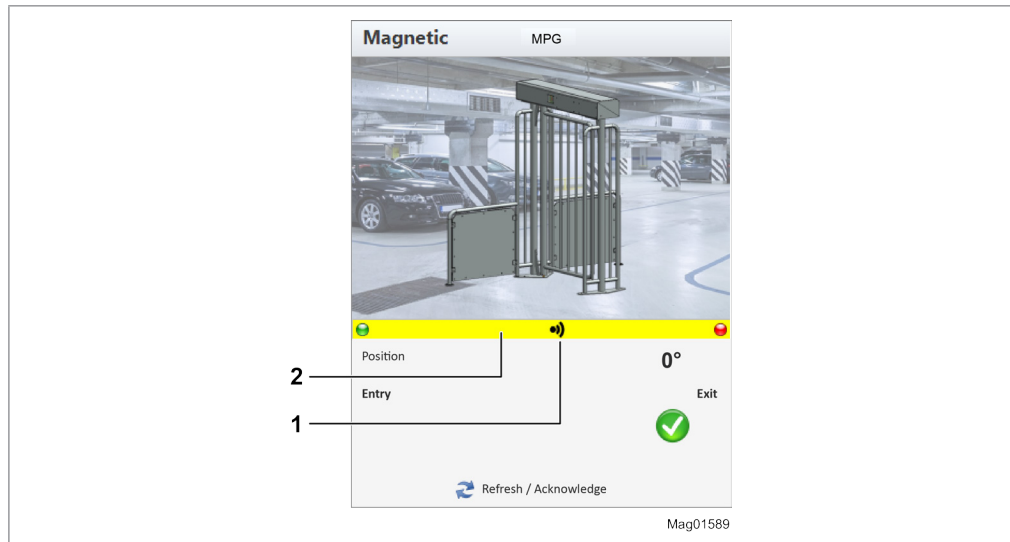 Magnetic MPG
Position 0°
2
Entry Exit
1
Refresh / Acknowledge
Mag01589